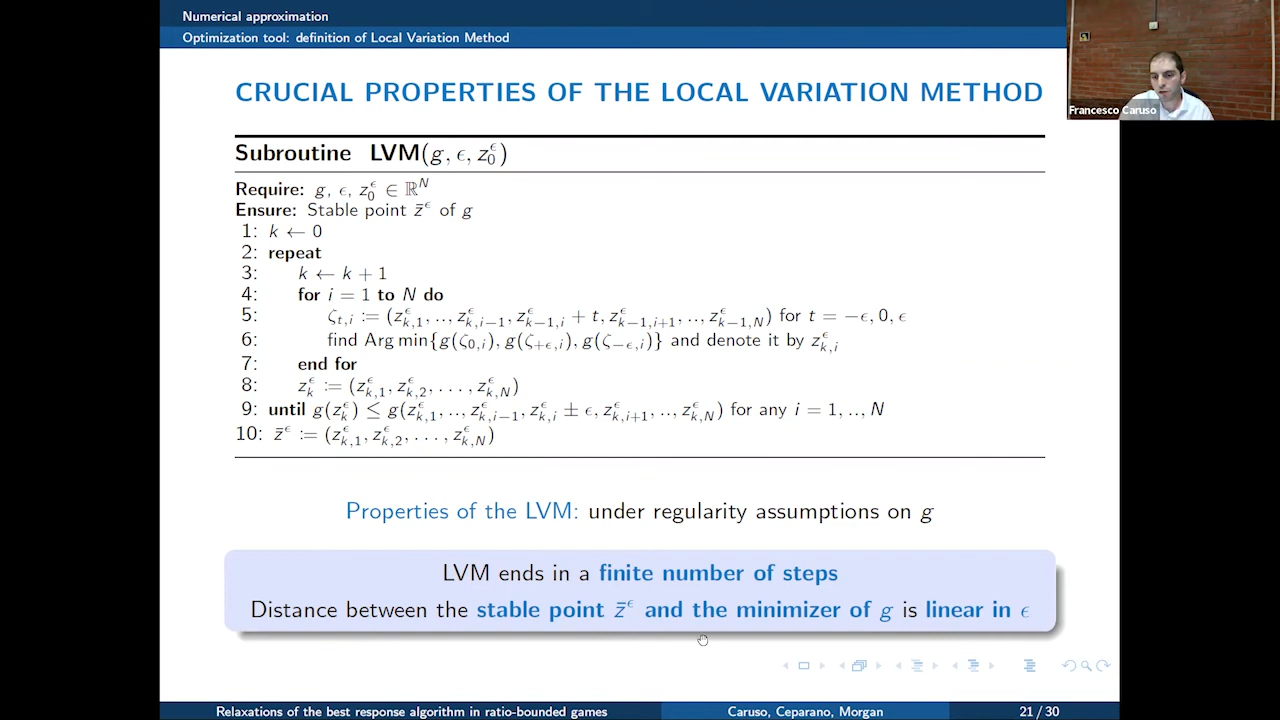 Numerical approximation
Optimization tool: definition of Local Variation Method
Francesco Caruso
CRUCIAL PROPERTIES OF THE LOCAL VARIATION METHOD
Subroutine LVM(g, ϵ, z₀^ϵ)
Require: g, ϵ, z₀^ϵ ∈ ℝ^N
Ensure: Stable point z̄^ϵ of g
1: k ← 0
2: repeat
3: k ← k + 1
4: for i = 1 to N do
5: ζ_{t,i} := (z^ϵ_{k,1}, .., z^ϵ_{k,i−1}, z^ϵ_{k−1,i} + t, z^ϵ_{k−1,i+1}, .., z^ϵ_{k−1,N}) for t = −ϵ, 0, ϵ
6: find Arg min{g(ζ_{0,i}), g(ζ_{+ϵ,i}), g(ζ_{−ϵ,i})} and denote it by z^ϵ_{k,i}
7: end for
8: z^ϵ_k := (z^ϵ_{k,1}, z^ϵ_{k,2}, . . . , z^ϵ_{k,N})
9: until g(z^ϵ_k) ≤ g(z^ϵ_{k,1}, .., z^ϵ_{k,i−1}, z^ϵ_{k,i} ± ϵ, z^ϵ_{k,i+1}, .., z^ϵ_{k,N}) for any i = 1, .., N
10: z̄^ϵ := (z^ϵ_{k,1}, z^ϵ_{k,2}, . . . , z^ϵ_{k,N})
Properties of the LVM: under regularity assumptions on g
LVM ends in a finite number of steps
Distance between the stable point z̄^ϵ and the minimizer of g is linear in ϵ
Relaxations of the best response algorithm in ratio-bounded games
Caruso, Ceparano, Morgan
21 / 30